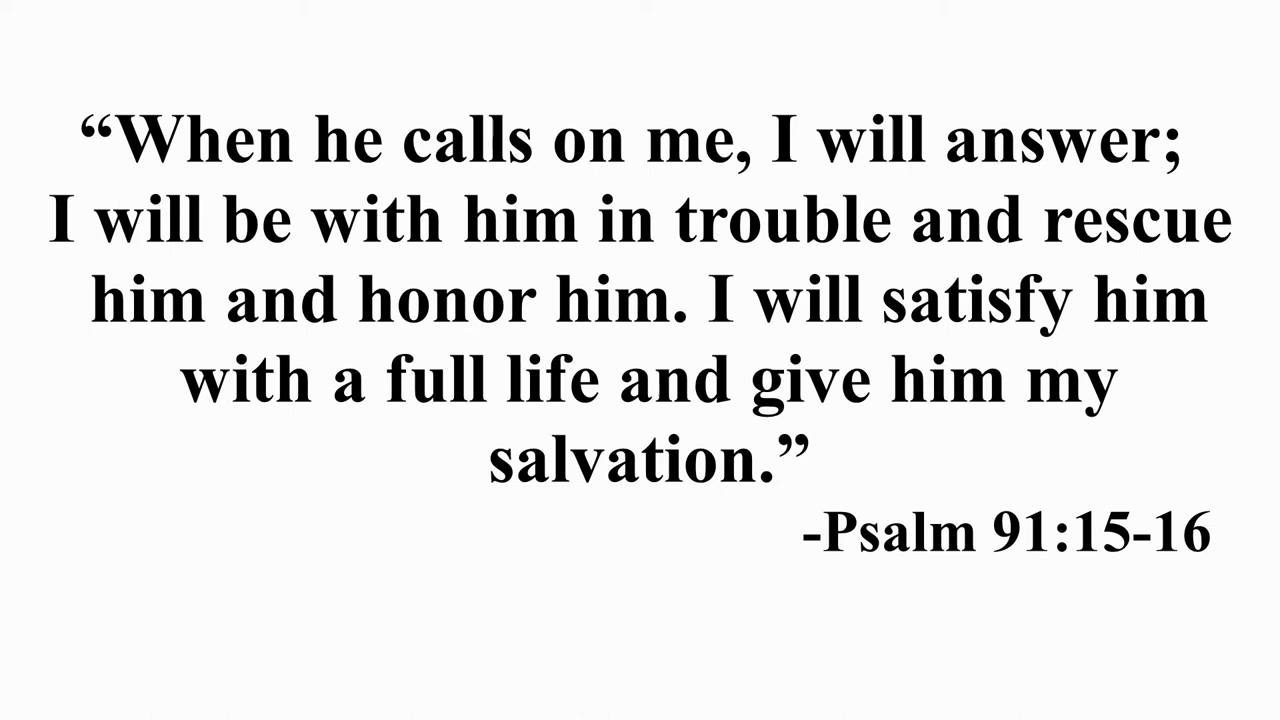 “When he calls on me, I will answer;
I will be with him in trouble and rescue
him and honor him. I will satisfy him
with a full life and give him my
salvation.”
-Psalm 91:15-16